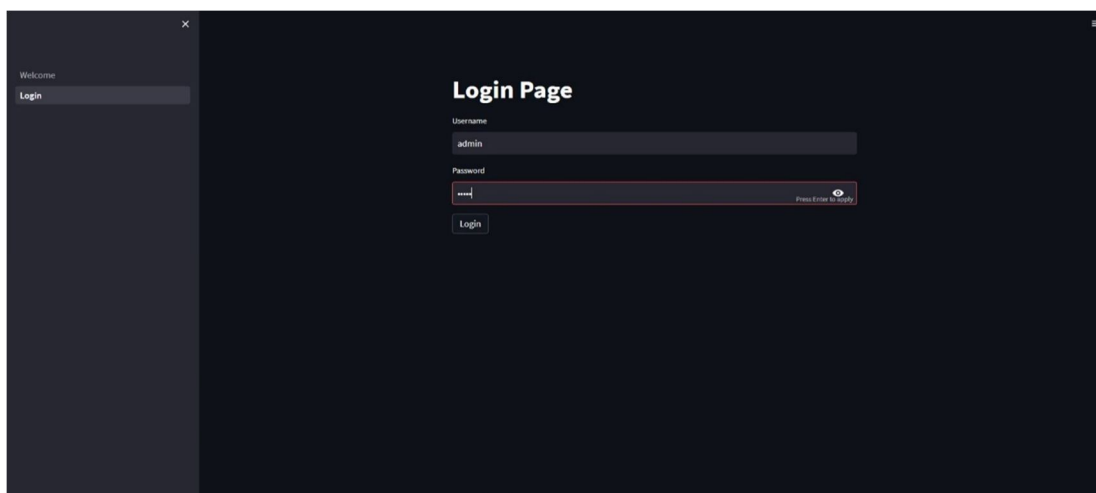 Welcome
Login
Login Page
Username
admin
Password
•••••
Press Enter to apply
Login